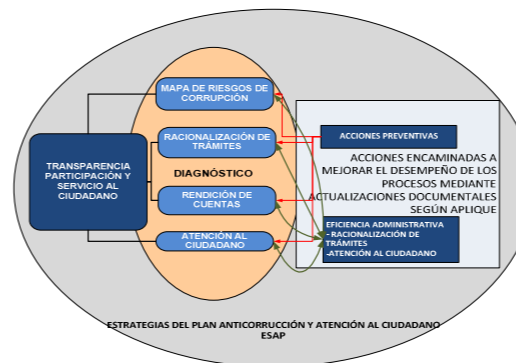 MAPA DE RIESGOS DE
CORRUPCIÓN
RACIONALIZACIÓN DE
TRÁMITES
DIAGNÓSTICO
RENDICIÓN DE
CUENTAS
ATENCIÓN AL
CIUDADANO
TRANSPARENCIA
PARTICIPACIÓN Y
SERVICIO AL
CIUDADANO
ACCIONES PREVENTIVAS
ACCIONES ENCAMINADAS A
MEJORAR EL DESEMPEÑO DE LOS
PROCESOS MEDIANTE
ACTUALIZACIONES DOCUMENTALES
SEGÚN APLIQUE
EFICIENCIA ADMINISTRATIVA
- RACIONALIZACIÓN DE
TRÁMITES
-ATENCIÓN AL CIUDADANO
ESTRATEGIAS DEL PLAN ANTICORRUCCIÓN Y ATENCIÓN AL CIUDADANO
ESAP